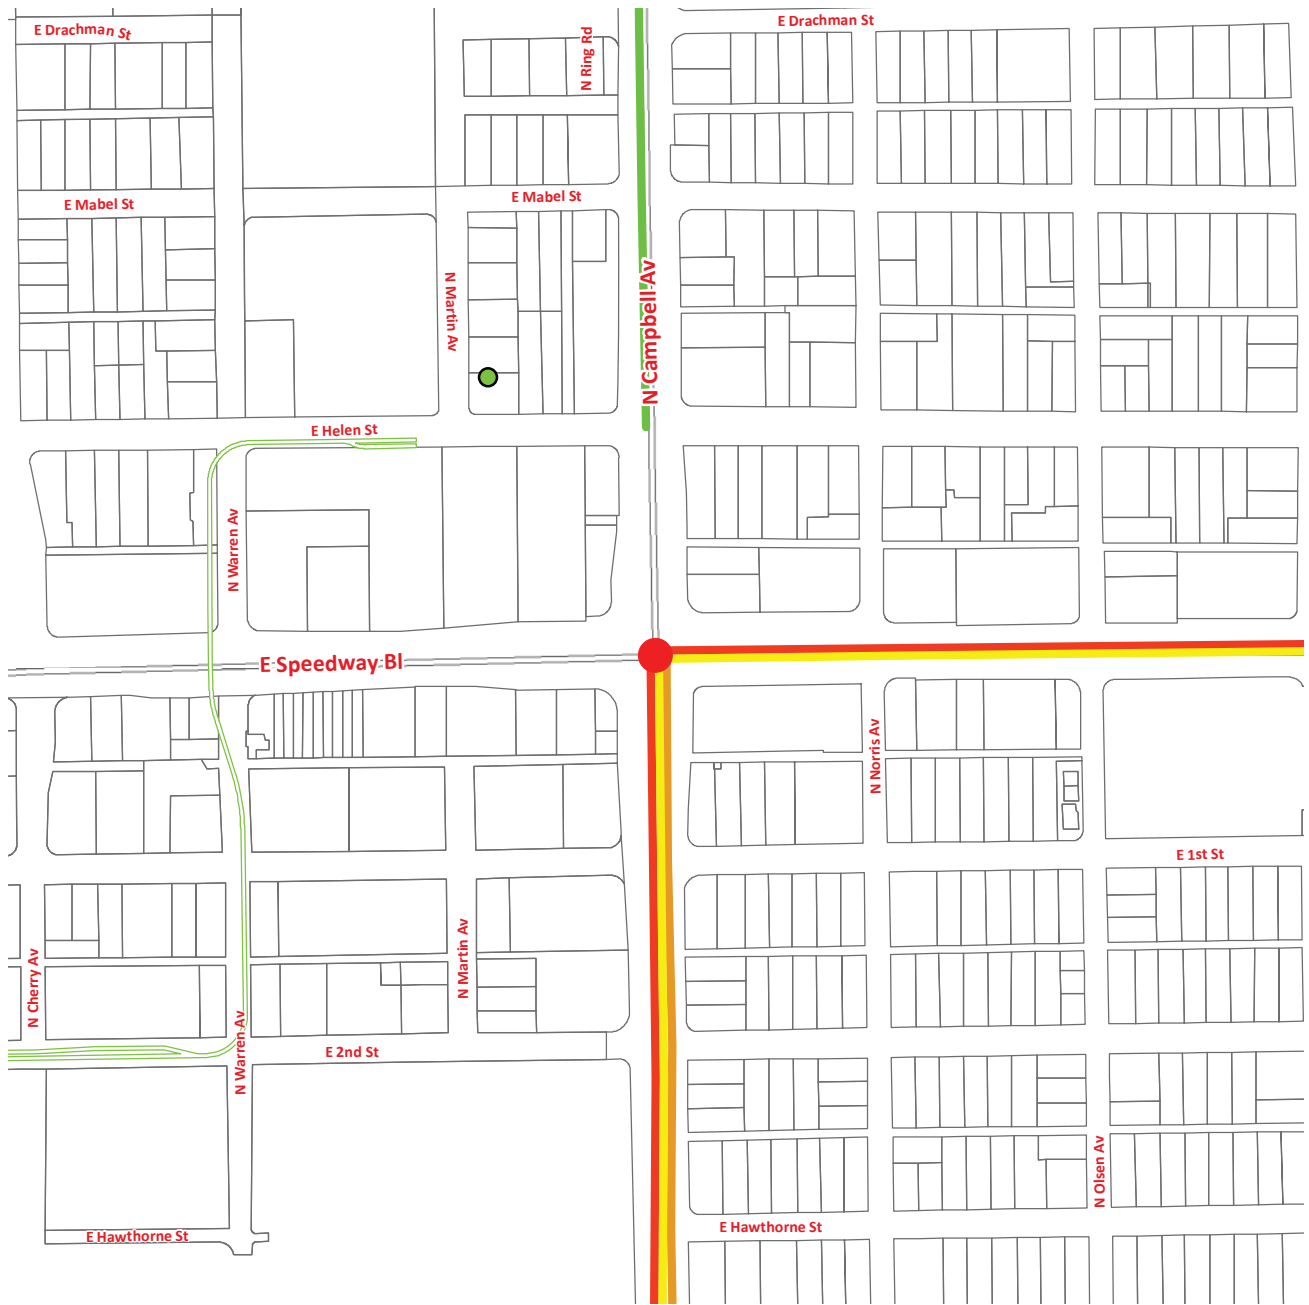 E Drachman St
E Drachman St
N Ring Rd
E Mabel St
E Mabel St
N Martin Av
N Campbell Av
E Helen St
N Warren Av
E Speedway Bl
N Norris Av
E 1st St
N Cherry Av
N Martin Av
N Warren Av
E 2nd St
N Olsen Av
E Hawthorne St
E Hawthorne St